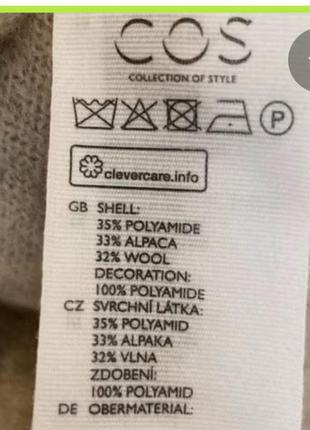 COS
COLLECTION OF STYLE
P
clevercare.info
GB SHELL:
35% POLYAMIDE
33% ALPACA
32% WOOL
DECORATION:
100% POLYAMIDE
CZ SVRCHNÍ LÁTKA:
35% POLYAMID
33% ALPAKA
32% VLNA
ZDOBENÍ:
100% POLYAMID
DE OBERMATERIAL: